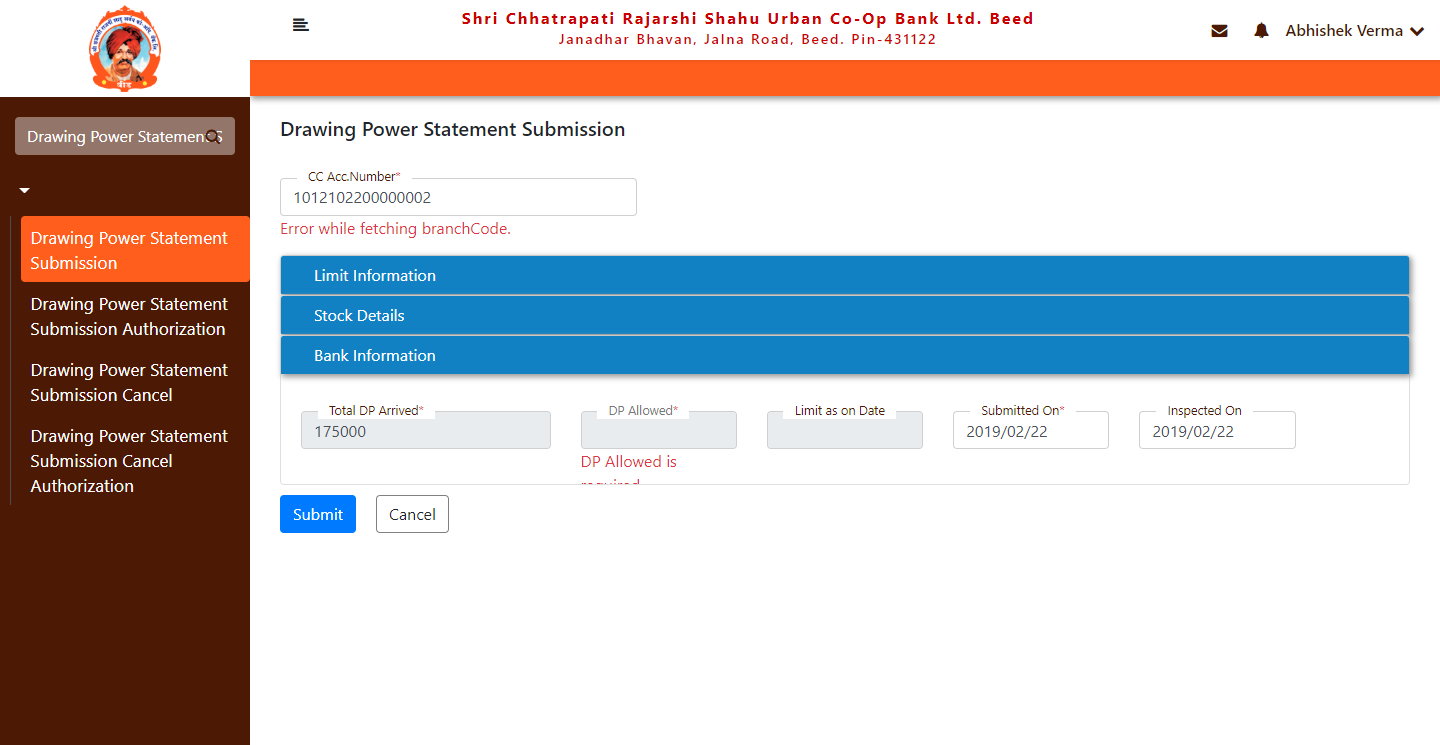 Shri Chhatrapati Rajarshi Shahu Urban Co-Op Bank Ltd. Beed
Janadhar Bhavan, Jalna Road, Beed. Pin-431122
Abhishek Verma
बीड
Drawing Power Statement S
Drawing Power Statement
Submission
Drawing Power Statement
Submission Authorization
Drawing Power Statement
Submission Cancel
Drawing Power Statement
Submission Cancel
Authorization
Drawing Power Statement Submission
CC Acc.Number*
1012102200000002
Error while fetching branchCode.
Limit Information
Stock Details
Bank Information
Total DP Arrived*
175000
DP Allowed*
DP Allowed is
required
Limit as on Date
Submitted On*
2019/02/22
Inspected On
2019/02/22
Submit
Cancel